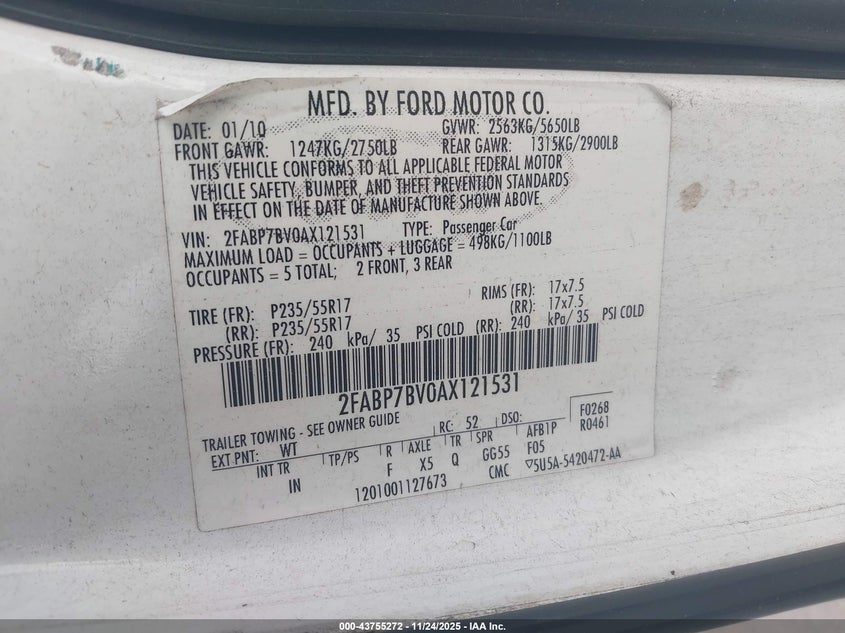 MFD. BY FORD MOTOR CO.
DATE: 01/10 GVWR: 2563KG/5650LB
FRONT GAWR: 1247KG/2750LB REAR GAWR: 1315KG/2900LB
THIS VEHICLE CONFORMS TO ALL APPLICABLE FEDERAL MOTOR
VEHICLE SAFETY, BUMPER, AND THEFT PREVENTION STANDARDS
IN EFFECT ON THE DATE OF MANUFACTURE SHOWN ABOVE.
VIN: 2FABP7BV0AX121531 TYPE: Passenger Car
MAXIMUM LOAD = OCCUPANTS + LUGGAGE = 498KG/1100LB
OCCUPANTS = 5 TOTAL; 2 FRONT, 3 REAR
TIRE (FR): P235/55R17 RIMS (FR): 17x7.5
(RR): P235/55R17 (RR): 17x7.5
PRESSURE (FR): 240 kPa/ 35 PSI COLD (RR): 240 kPa/ 35 PSI COLD
2FABP7BV0AX121531
TRAILER TOWING - SEE OWNER GUIDE
EXT PNT: WT RC: 52 DSO: F0268
R0461
INT TR TP/PS R AXLE TR SPR AFB1P
IN F X5 Q GG55 F05
1201001127673 CMC ▽5U5A-5420472-AA
000-43755272 — 11/24/2025 — IAA Inc.